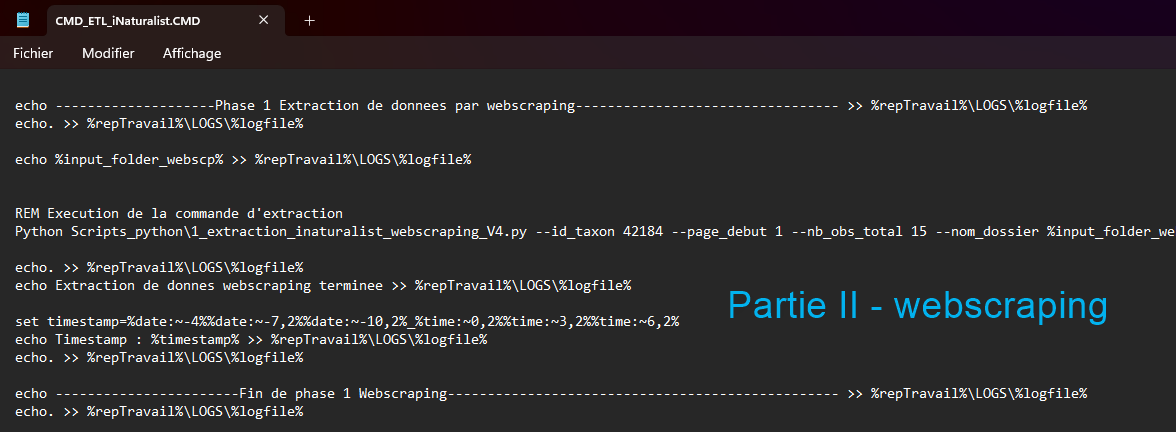 CMD_ETL_iNaturalist.CMD
Fichier Modifier Affichage
echo --------------------Phase 1 Extraction de donnees par webscraping--------------------------------- >> %repTravail%\LOGS\%logfile%
echo. >> %repTravail%\LOGS\%logfile%
echo %input_folder_webscp% >> %repTravail%\LOGS\%logfile%
REM Execution de la commande d'extraction
Python Scripts_python\1_extraction_inaturalist_webscraping_V4.py --id_taxon 42184 --page_debut 1 --nb_obs_total 15 --nom_dossier %input_folder_we
echo. >> %repTravail%\LOGS\%logfile%
echo Extraction de donnes webscraping terminee >> %repTravail%\LOGS\%logfile%
set timestamp=%date:~-4%%date:~-7,2%%date:~-10,2%_%time:~0,2%%time:~3,2%%time:~6,2%
echo Timestamp : %timestamp% >> %repTravail%\LOGS\%logfile%
echo. >> %repTravail%\LOGS\%logfile%
Partie II - webscraping
echo -----------------------Fin de phase 1 Webscraping------------------------------------------------- >> %repTravail%\LOGS\%logfile%
echo. >> %repTravail%\LOGS\%logfile%